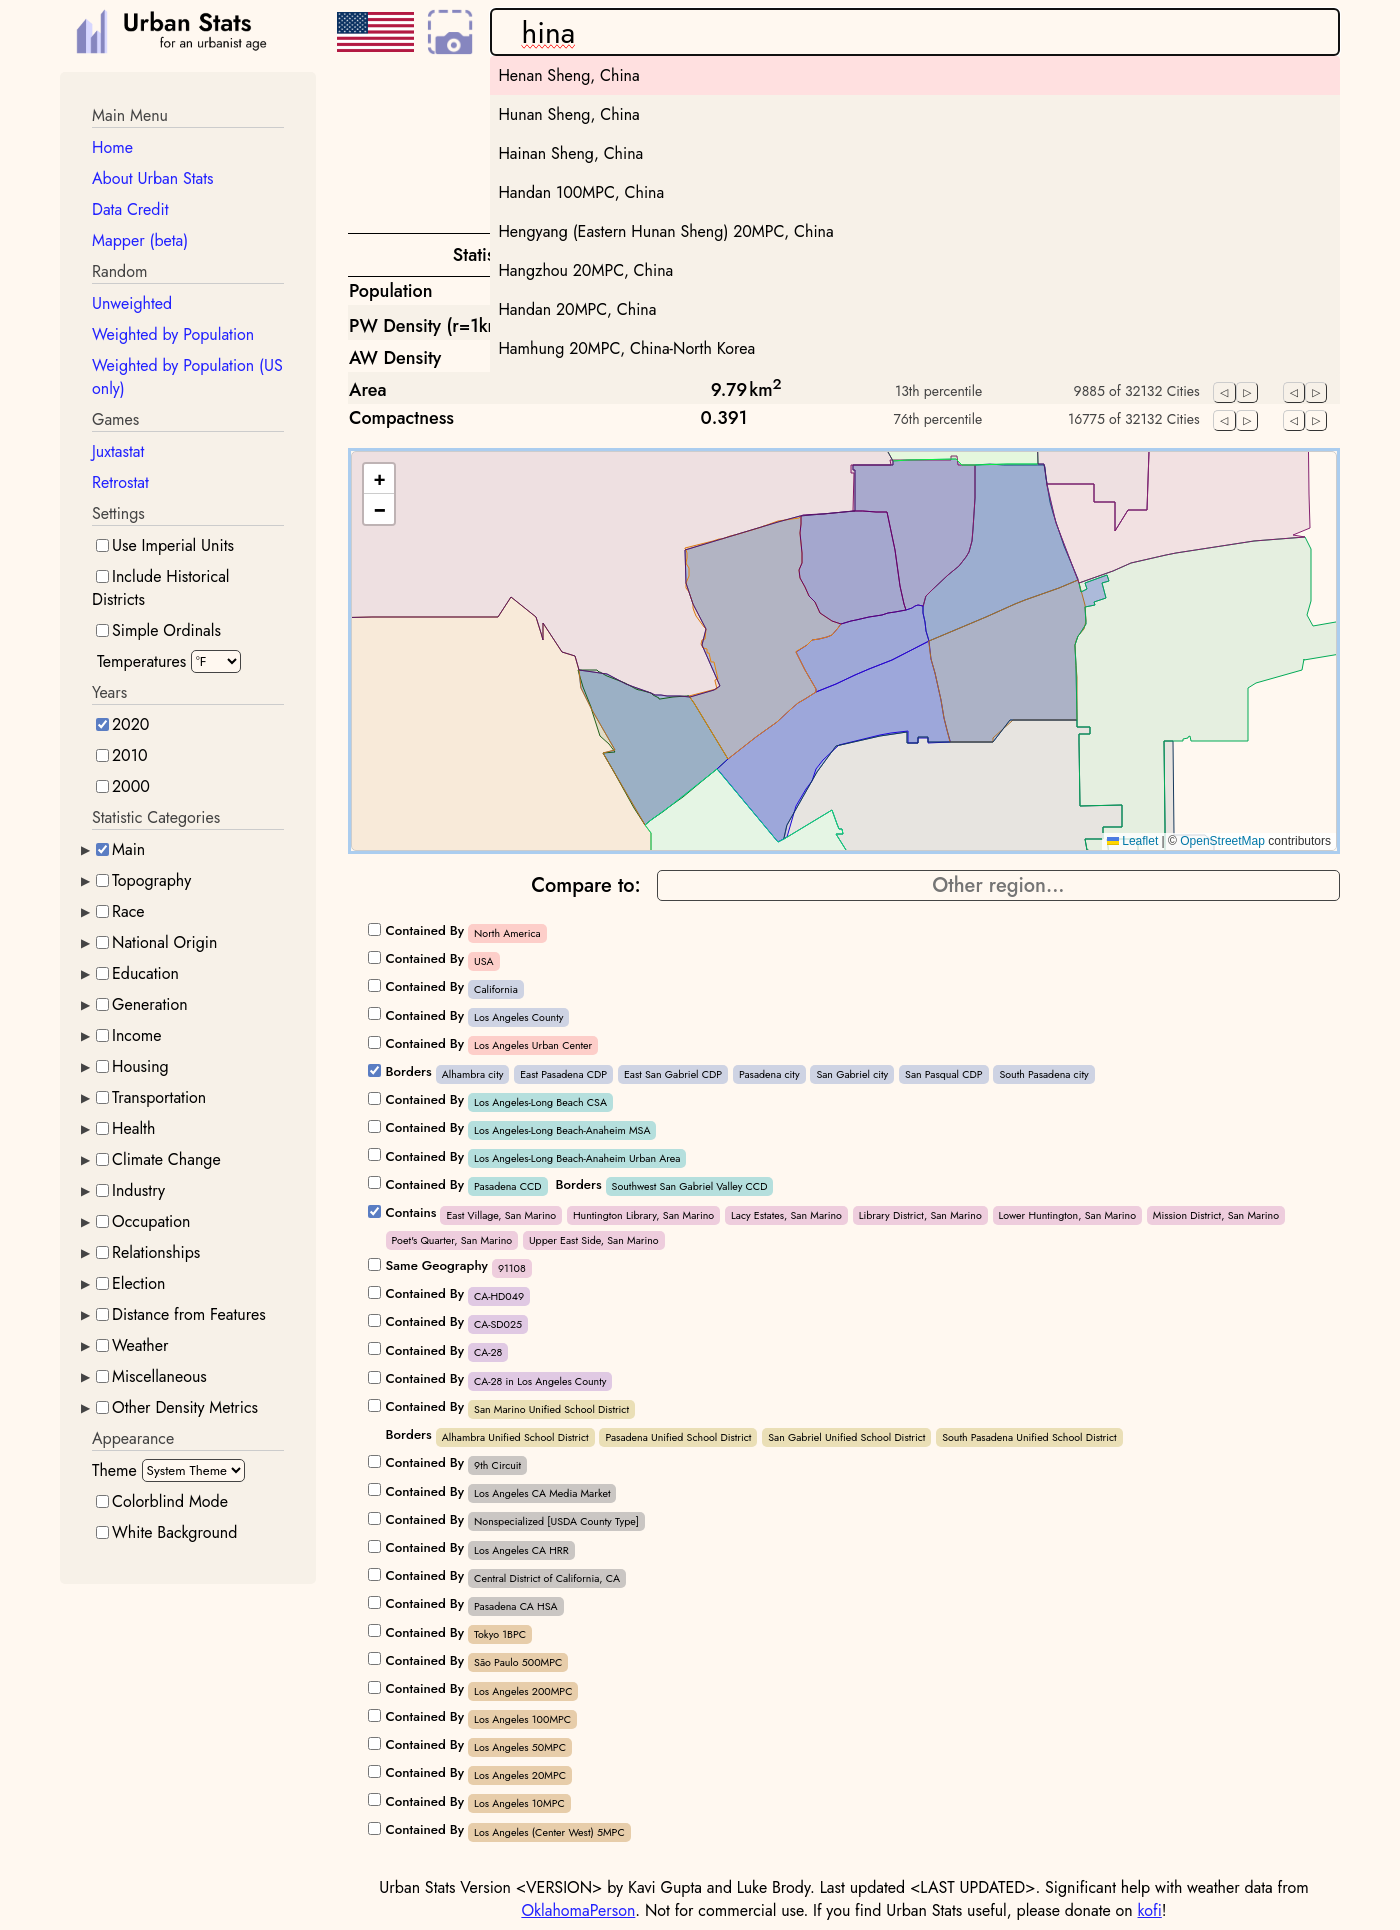 Urban Stats
for an urbanist age
hina
Henan Sheng, China
Hunan Sheng, China
Hainan Sheng, China
Handan 100MPC, China
Hengyang (Eastern Hunan Sheng) 20MPC, China
Hangzhou 20MPC, China
Handan 20MPC, China
Hamhung 20MPC, China-North Korea
Main Menu
Home
About Urban Stats
Data Credit
Mapper (beta)
Random
Unweighted
Weighted by Population
Weighted by Population (US
only)
Games
Juxtastat
Retrostat
Settings
Use Imperial Units
Include Historical
Districts
Simple Ordinals
Temperatures °F
Years
2020
2010
2000
Statistic Categories
Main
Topography
Race
National Origin
Education
Generation
Income
Housing
Transportation
Health
Climate Change
Industry
Occupation
Relationships
Election
Distance from Features
Weather
Miscellaneous
Other Density Metrics
Appearance
Theme System Theme
Colorblind Mode
White Background
Statis
Population
PW Density (r=1k
AW Density
Area 9.79 km² 13th percentile 9885 of 32132 Cities
Compactness 0.391 76th percentile 16775 of 32132 Cities
+
−
Leaflet | © OpenStreetMap contributors
Compare to: Other region...
Contained By North America
Contained By USA
Contained By California
Contained By Los Angeles County
Contained By Los Angeles Urban Center
Borders Alhambra city East Pasadena CDP East San Gabriel CDP Pasadena city San Gabriel city San Pasqual CDP South Pasadena city
Contained By Los Angeles-Long Beach CSA
Contained By Los Angeles-Long Beach-Anaheim MSA
Contained By Los Angeles-Long Beach-Anaheim Urban Area
Contained By Pasadena CCD Borders Southwest San Gabriel Valley CCD
Contains East Village, San Marino Huntington Library, San Marino Lacy Estates, San Marino Library District, San Marino Lower Huntington, San Marino Mission District, San Marino
Poet's Quarter, San Marino Upper East Side, San Marino
Same Geography 91108
Contained By CA-HD049
Contained By CA-SD025
Contained By CA-28
Contained By CA-28 in Los Angeles County
Contained By San Marino Unified School District
Borders Alhambra Unified School District Pasadena Unified School District San Gabriel Unified School District South Pasadena Unified School District
Contained By 9th Circuit
Contained By Los Angeles CA Media Market
Contained By Nonspecialized [USDA County Type]
Contained By Los Angeles CA HRR
Contained By Central District of California, CA
Contained By Pasadena CA HSA
Contained By Tokyo 1BPC
Contained By São Paulo 500MPC
Contained By Los Angeles 200MPC
Contained By Los Angeles 100MPC
Contained By Los Angeles 50MPC
Contained By Los Angeles 20MPC
Contained By Los Angeles 10MPC
Contained By Los Angeles (Center West) 5MPC
Urban Stats Version <VERSION> by Kavi Gupta and Luke Brody. Last updated <LAST UPDATED>. Significant help with weather data from
OklahomaPerson. Not for commercial use. If you find Urban Stats useful, please donate on kofi!